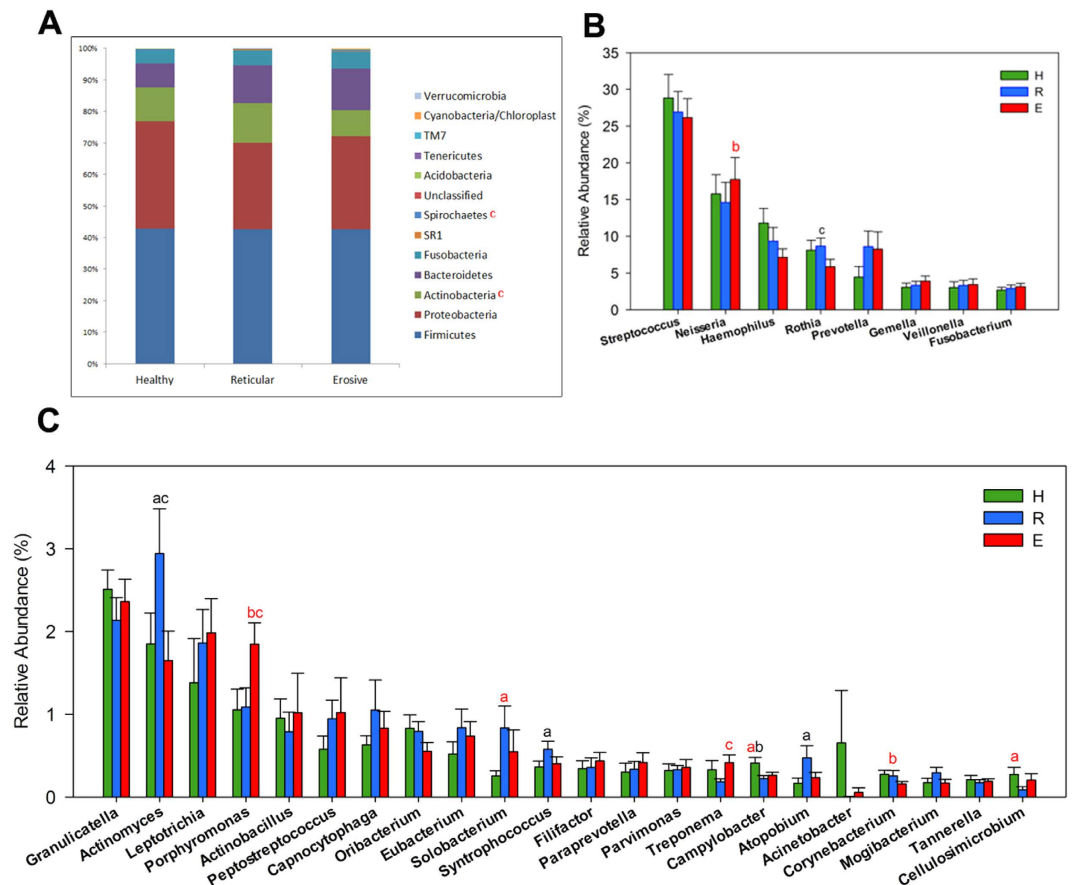 A
100%
90%
80%
70%
60%
50%
40%
30%
20%
10%
0%
Healthy Reticular Erosive
Verrucomicrobia
Cyanobacteria/Chloroplast
TM7
Tenericutes
Acidobacteria
Unclassified
Spirochaetes c
SR1
Fusobacteria
Bacteroidetes
Actinobacteria c
Proteobacteria
Firmicutes
B
Relative Abundance (%)
35
30
25
20
15
10
5
0
H
R
E
b
c
Streptococcus
Neisseria
Haemophilus
Rothia
Prevotella
Gemella
Veillonella
Fusobacterium
C
Relative Abundance (%)
4
3
2
1
0
H
R
E
ac
bc
a
a
c
a b
a
b
a
Granulicatella
Actinomyces
Leptotrichia
Porphyromonas
Actinobacillus
Peptostreptococcus
Capnocytophaga
Oribacterium
Eubacterium
Solobacterium
Syntrophococcus
Filifactor
Paraprevotella
Parvimonas
Treponema
Campylobacter
Atopobium
Acinetobacter
Corynebacterium
Mogibacterium
Tannerella
Cellulosimicrobium